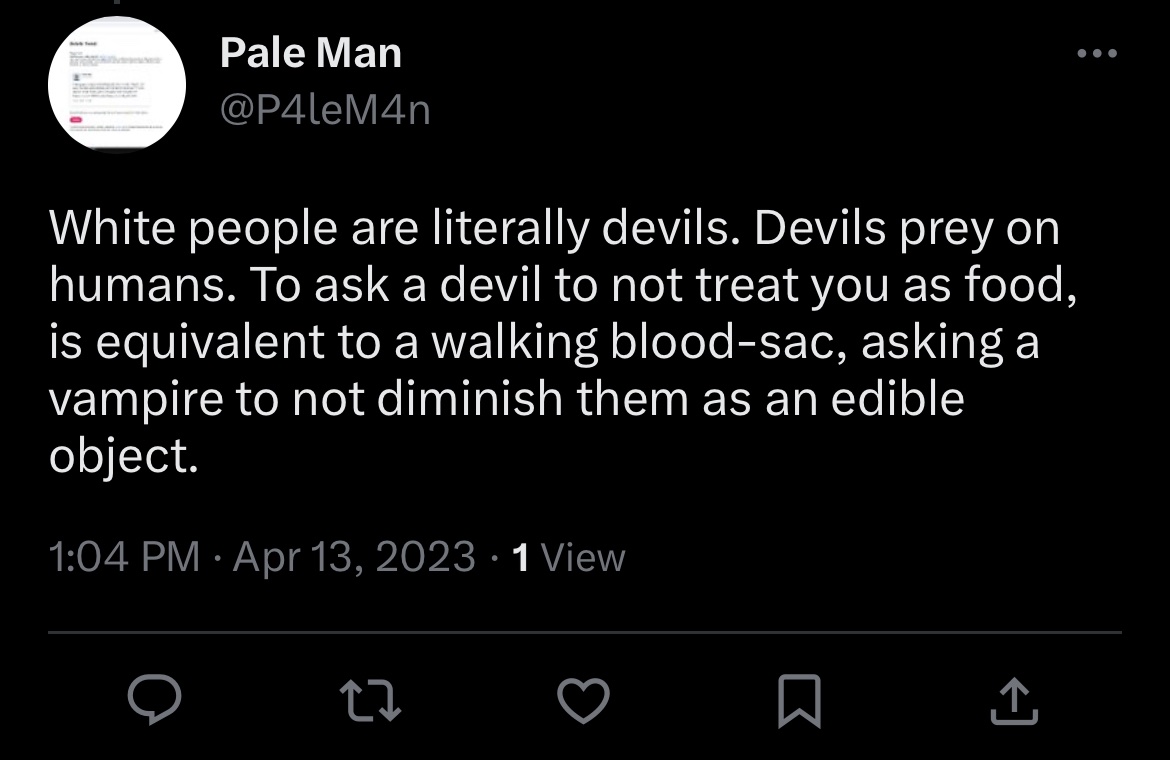 Pale Man
@P4leM4n
White people are literally devils. Devils prey on
humans. To ask a devil to not treat you as food,
is equivalent to a walking blood-sac, asking a
vampire to not diminish them as an edible
object.
1:04 PM · Apr 13, 2023 · 1 View